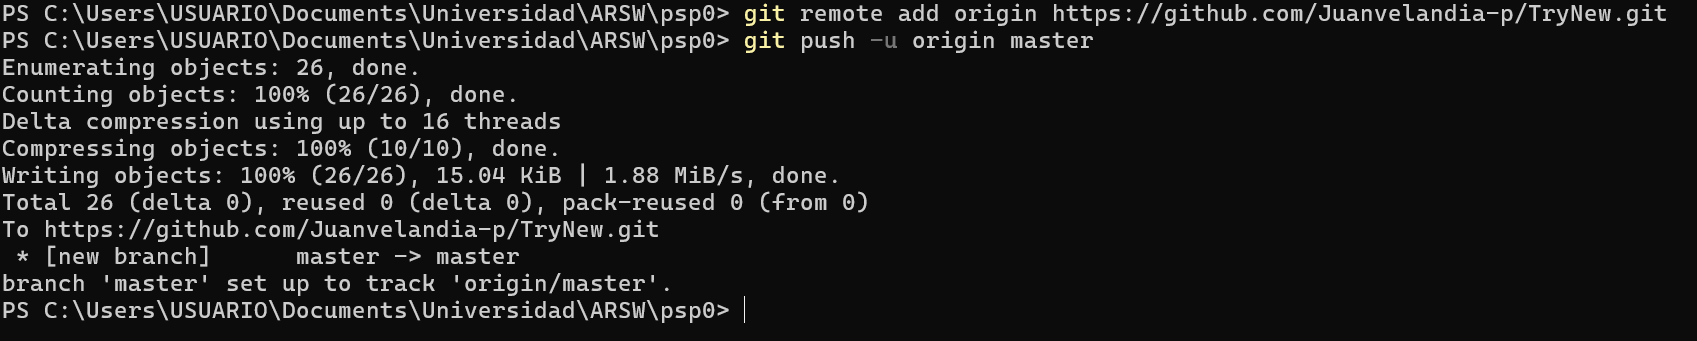 PS C:\Users\USUARIO\Documents\Universidad\ARSW\psp0> git remote add origin https://github.com/Juanvelandia-p/TryNew.git
PS C:\Users\USUARIO\Documents\Universidad\ARSW\psp0> git push -u origin master
Enumerating objects: 26, done.
Counting objects: 100% (26/26), done.
Delta compression using up to 16 threads
Compressing objects: 100% (10/10), done.
Writing objects: 100% (26/26), 15.04 KiB | 1.88 MiB/s, done.
Total 26 (delta 0), reused 0 (delta 0), pack-reused 0 (from 0)
To https://github.com/Juanvelandia-p/TryNew.git
 * [new branch]      master -> master
branch 'master' set up to track 'origin/master'.
PS C:\Users\USUARIO\Documents\Universidad\ARSW\psp0>